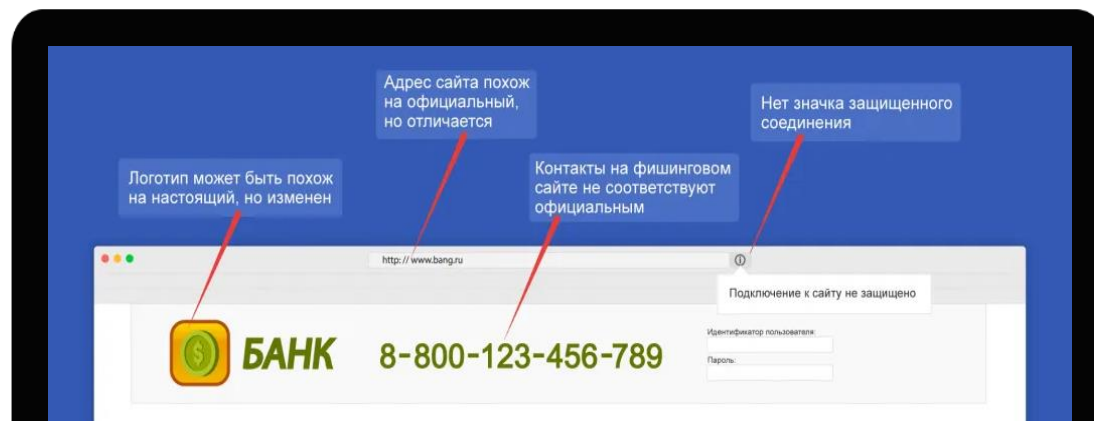 Адрес сайта похож
на официальный,
но отличается
Нет значка защищенного
соединения
Логотип может быть похож
на настоящий, но изменен
Контакты на фишинговом
сайте не соответствуют
официальным
http:// www.bang.ru
Подключение к сайту не защищено
БАНК
8-800-123-456-789
Идентификатор пользователя:
Пароль: